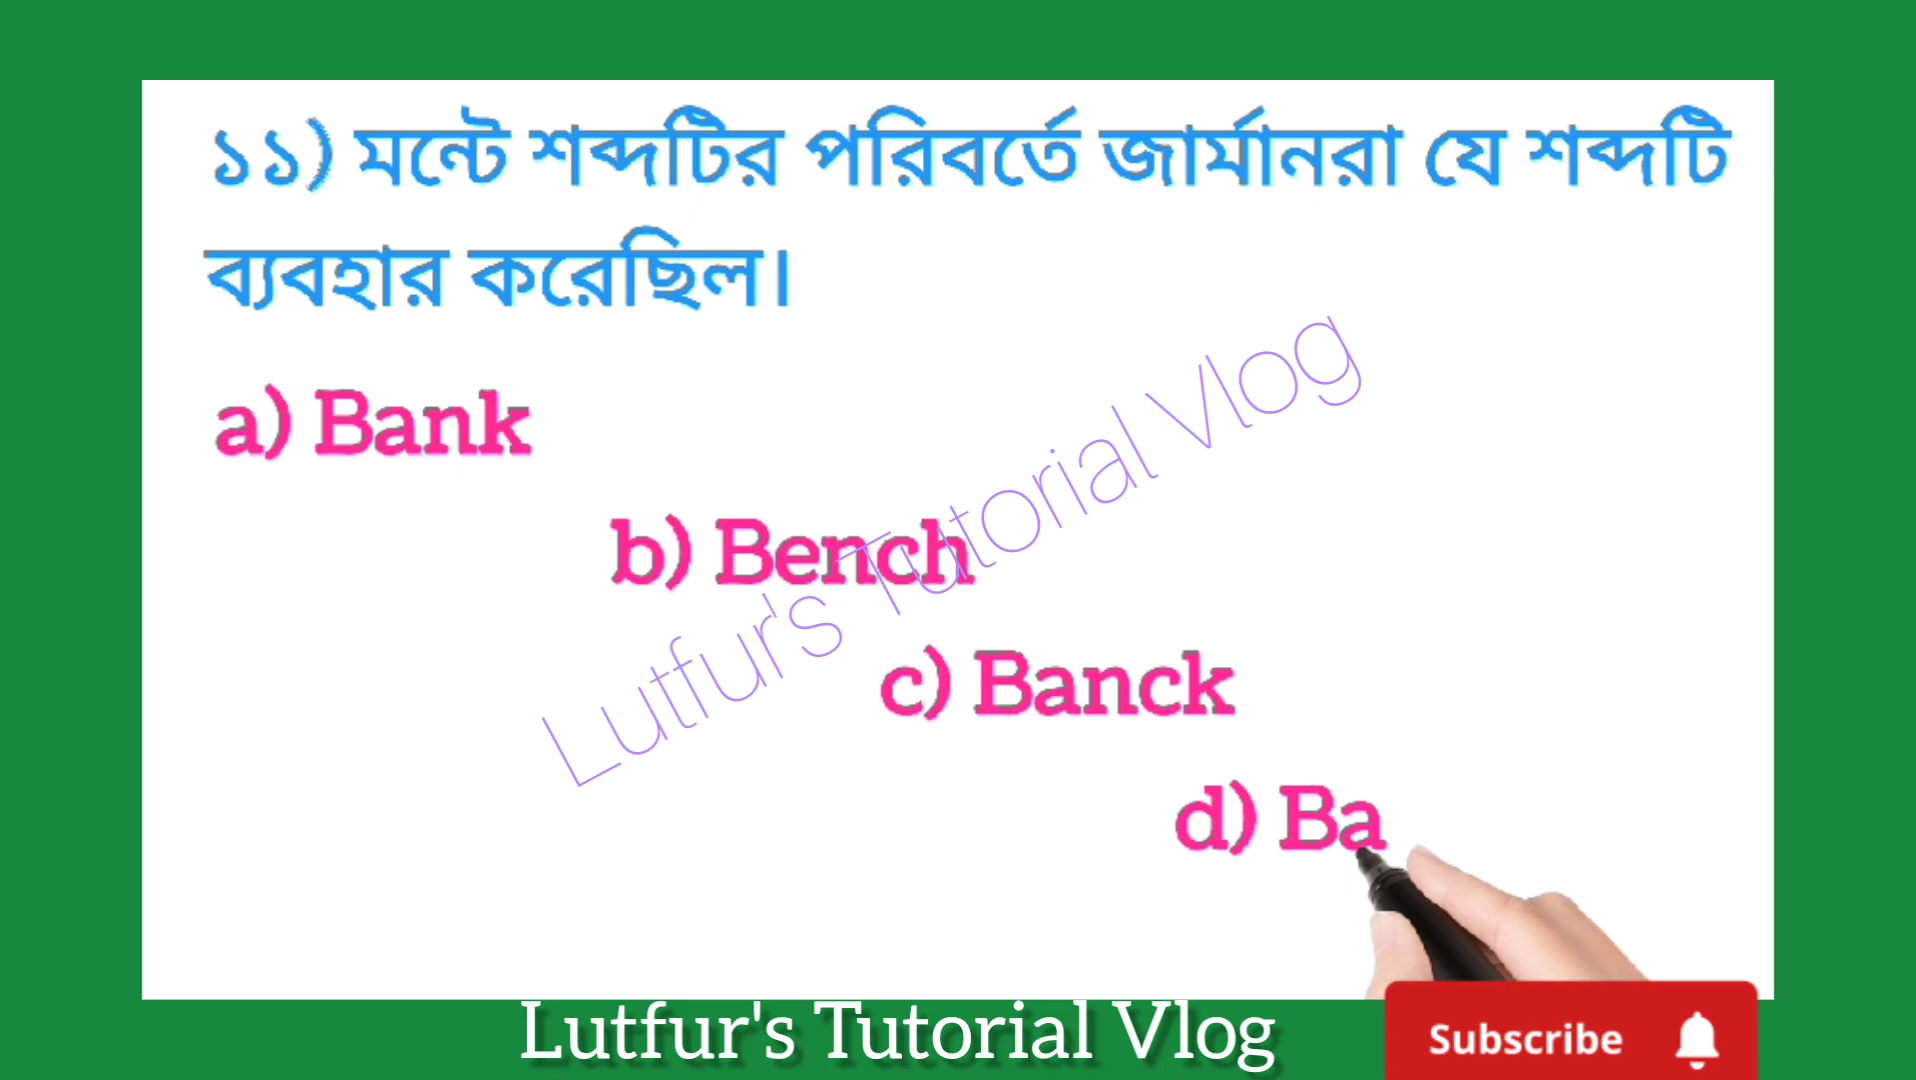 ১১) মন্টে শব্দটির পরিবর্তে জার্মানরা যে শব্দটি
ব্যবহার করেছিল।
a) Bank
b) Bench
c) Banck
d) Ba
Lutfur's Tutorial Vlog
Lutfur's Tutorial Vlog
Subscribe